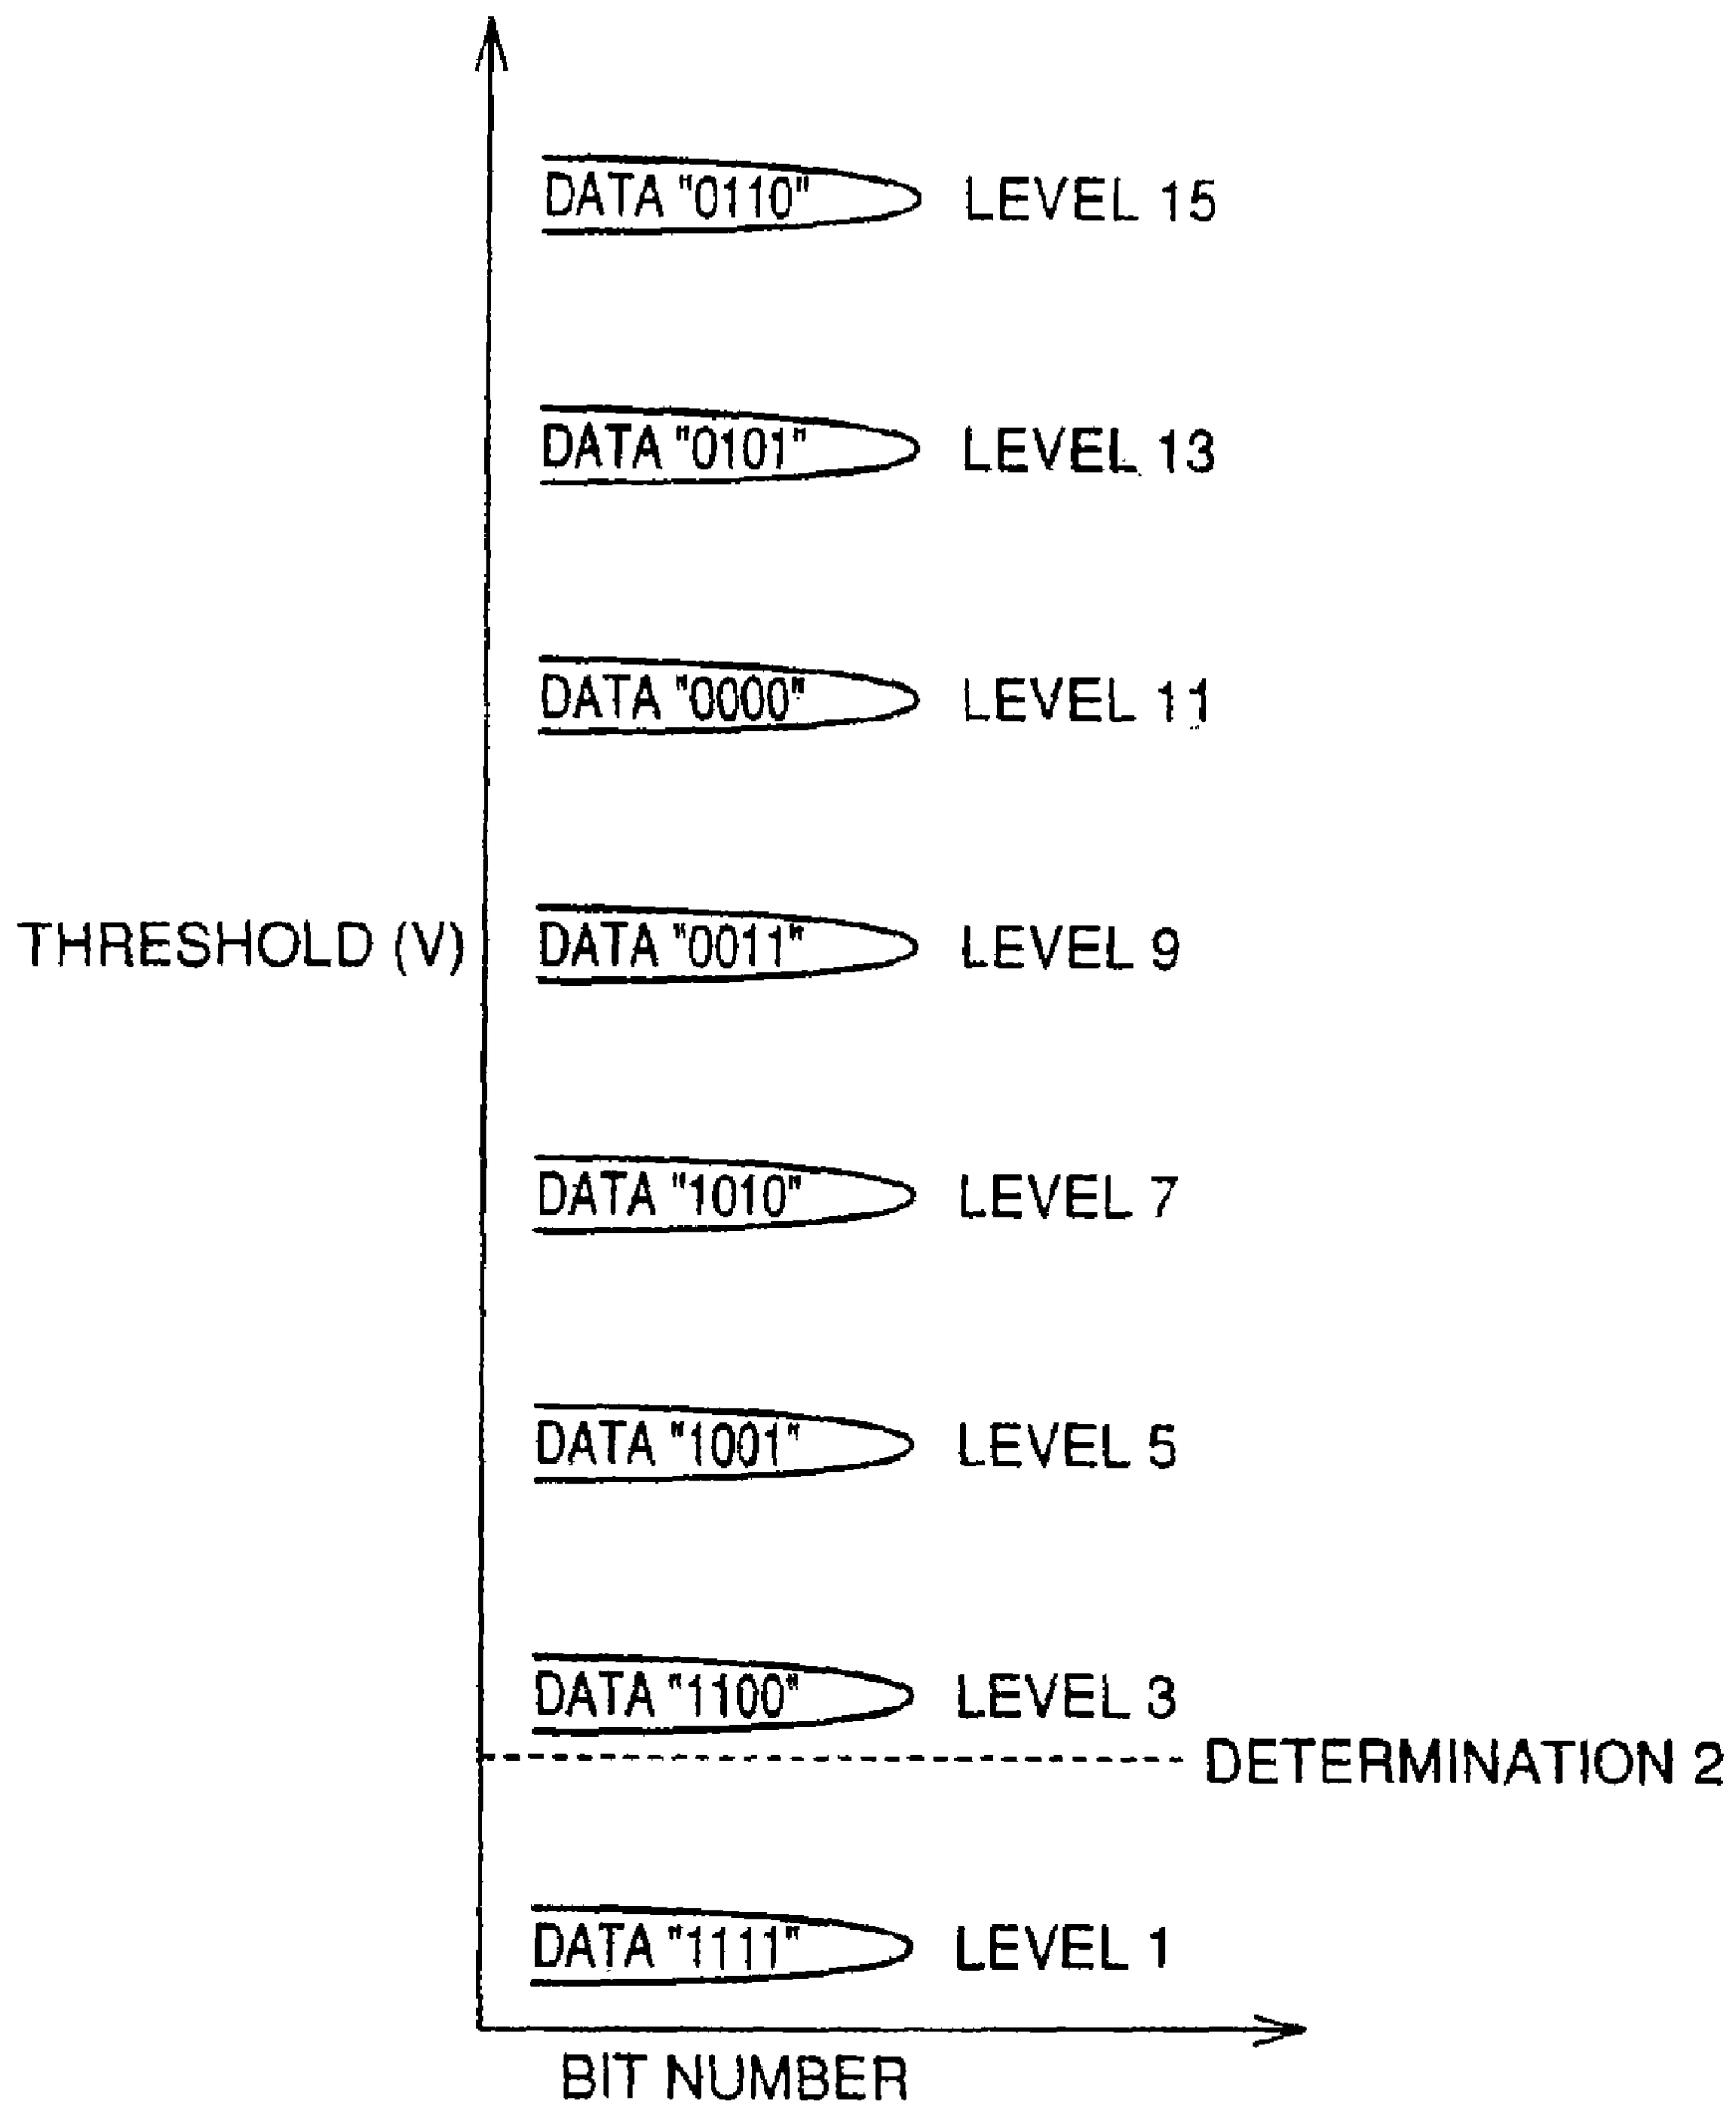 DATA "0110" LEVEL 15
DATA "0101" LEVEL 13
DATA "0000" LEVEL 11
THRESHOLD (V) DATA "0011" LEVEL 9
DATA "1010" LEVEL 7
DATA "1001" LEVEL 5
DATA "1100" LEVEL 3
DETERMINATION 2
DATA "1111" LEVEL 1
BIT NUMBER